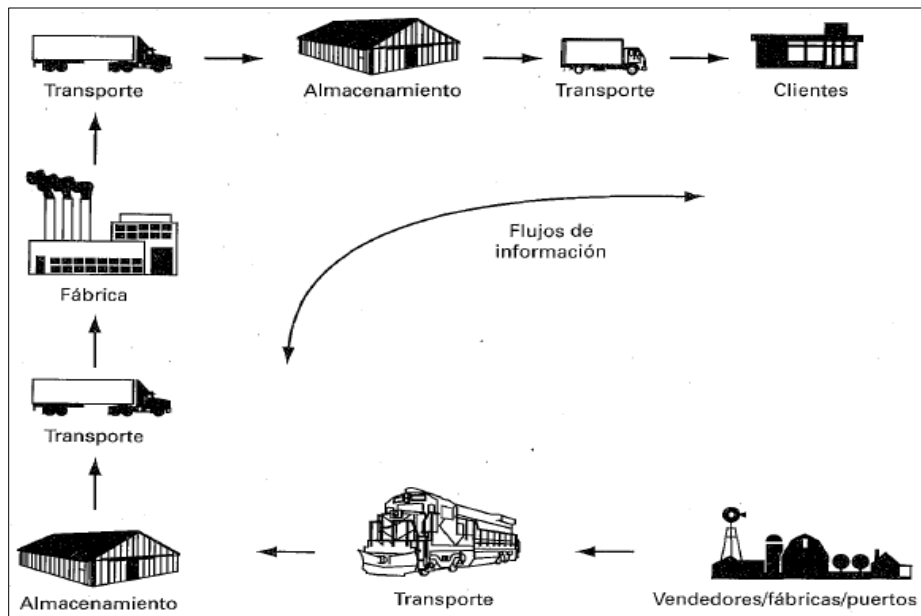 Transporte
Almacenamiento
Transporte
Clientes
Flujos de
información
Fábrica
Transporte
Almacenamiento
Transporte
Vendedores/fábricas/puertos